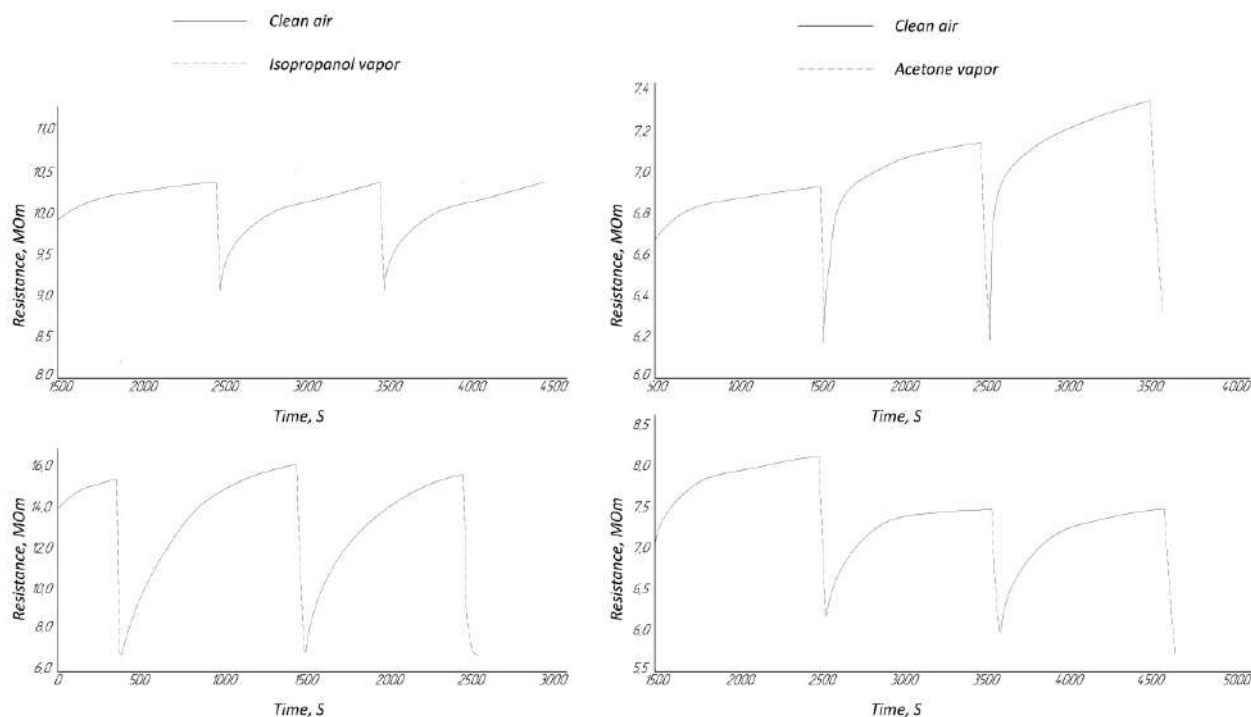 Clean air
Isopropanol vapor
11,0
10,5
10,0
9,5
9,0
8,5
8,0
Resistance, MOm
1500 2000 2500 3000 3500 4000 4500
Time, S
Clean air
Acetone vapor
7,4
7,2
7,0
6,8
6,6
6,4
6,2
6,0
Resistance, MOm
500 1000 1500 2000 2500 3000 3500 4000
Time, S
16,0
14,0
12,0
10,0
8,0
6,0
Resistance, MOm
0 500 1000 1500 2000 2500 3000
Time, S
8,5
8,0
7,5
7,0
6,5
6,0
5,5
Resistance, MOm
1500 2000 2500 3000 3500 4000 4500 5000
Time, S